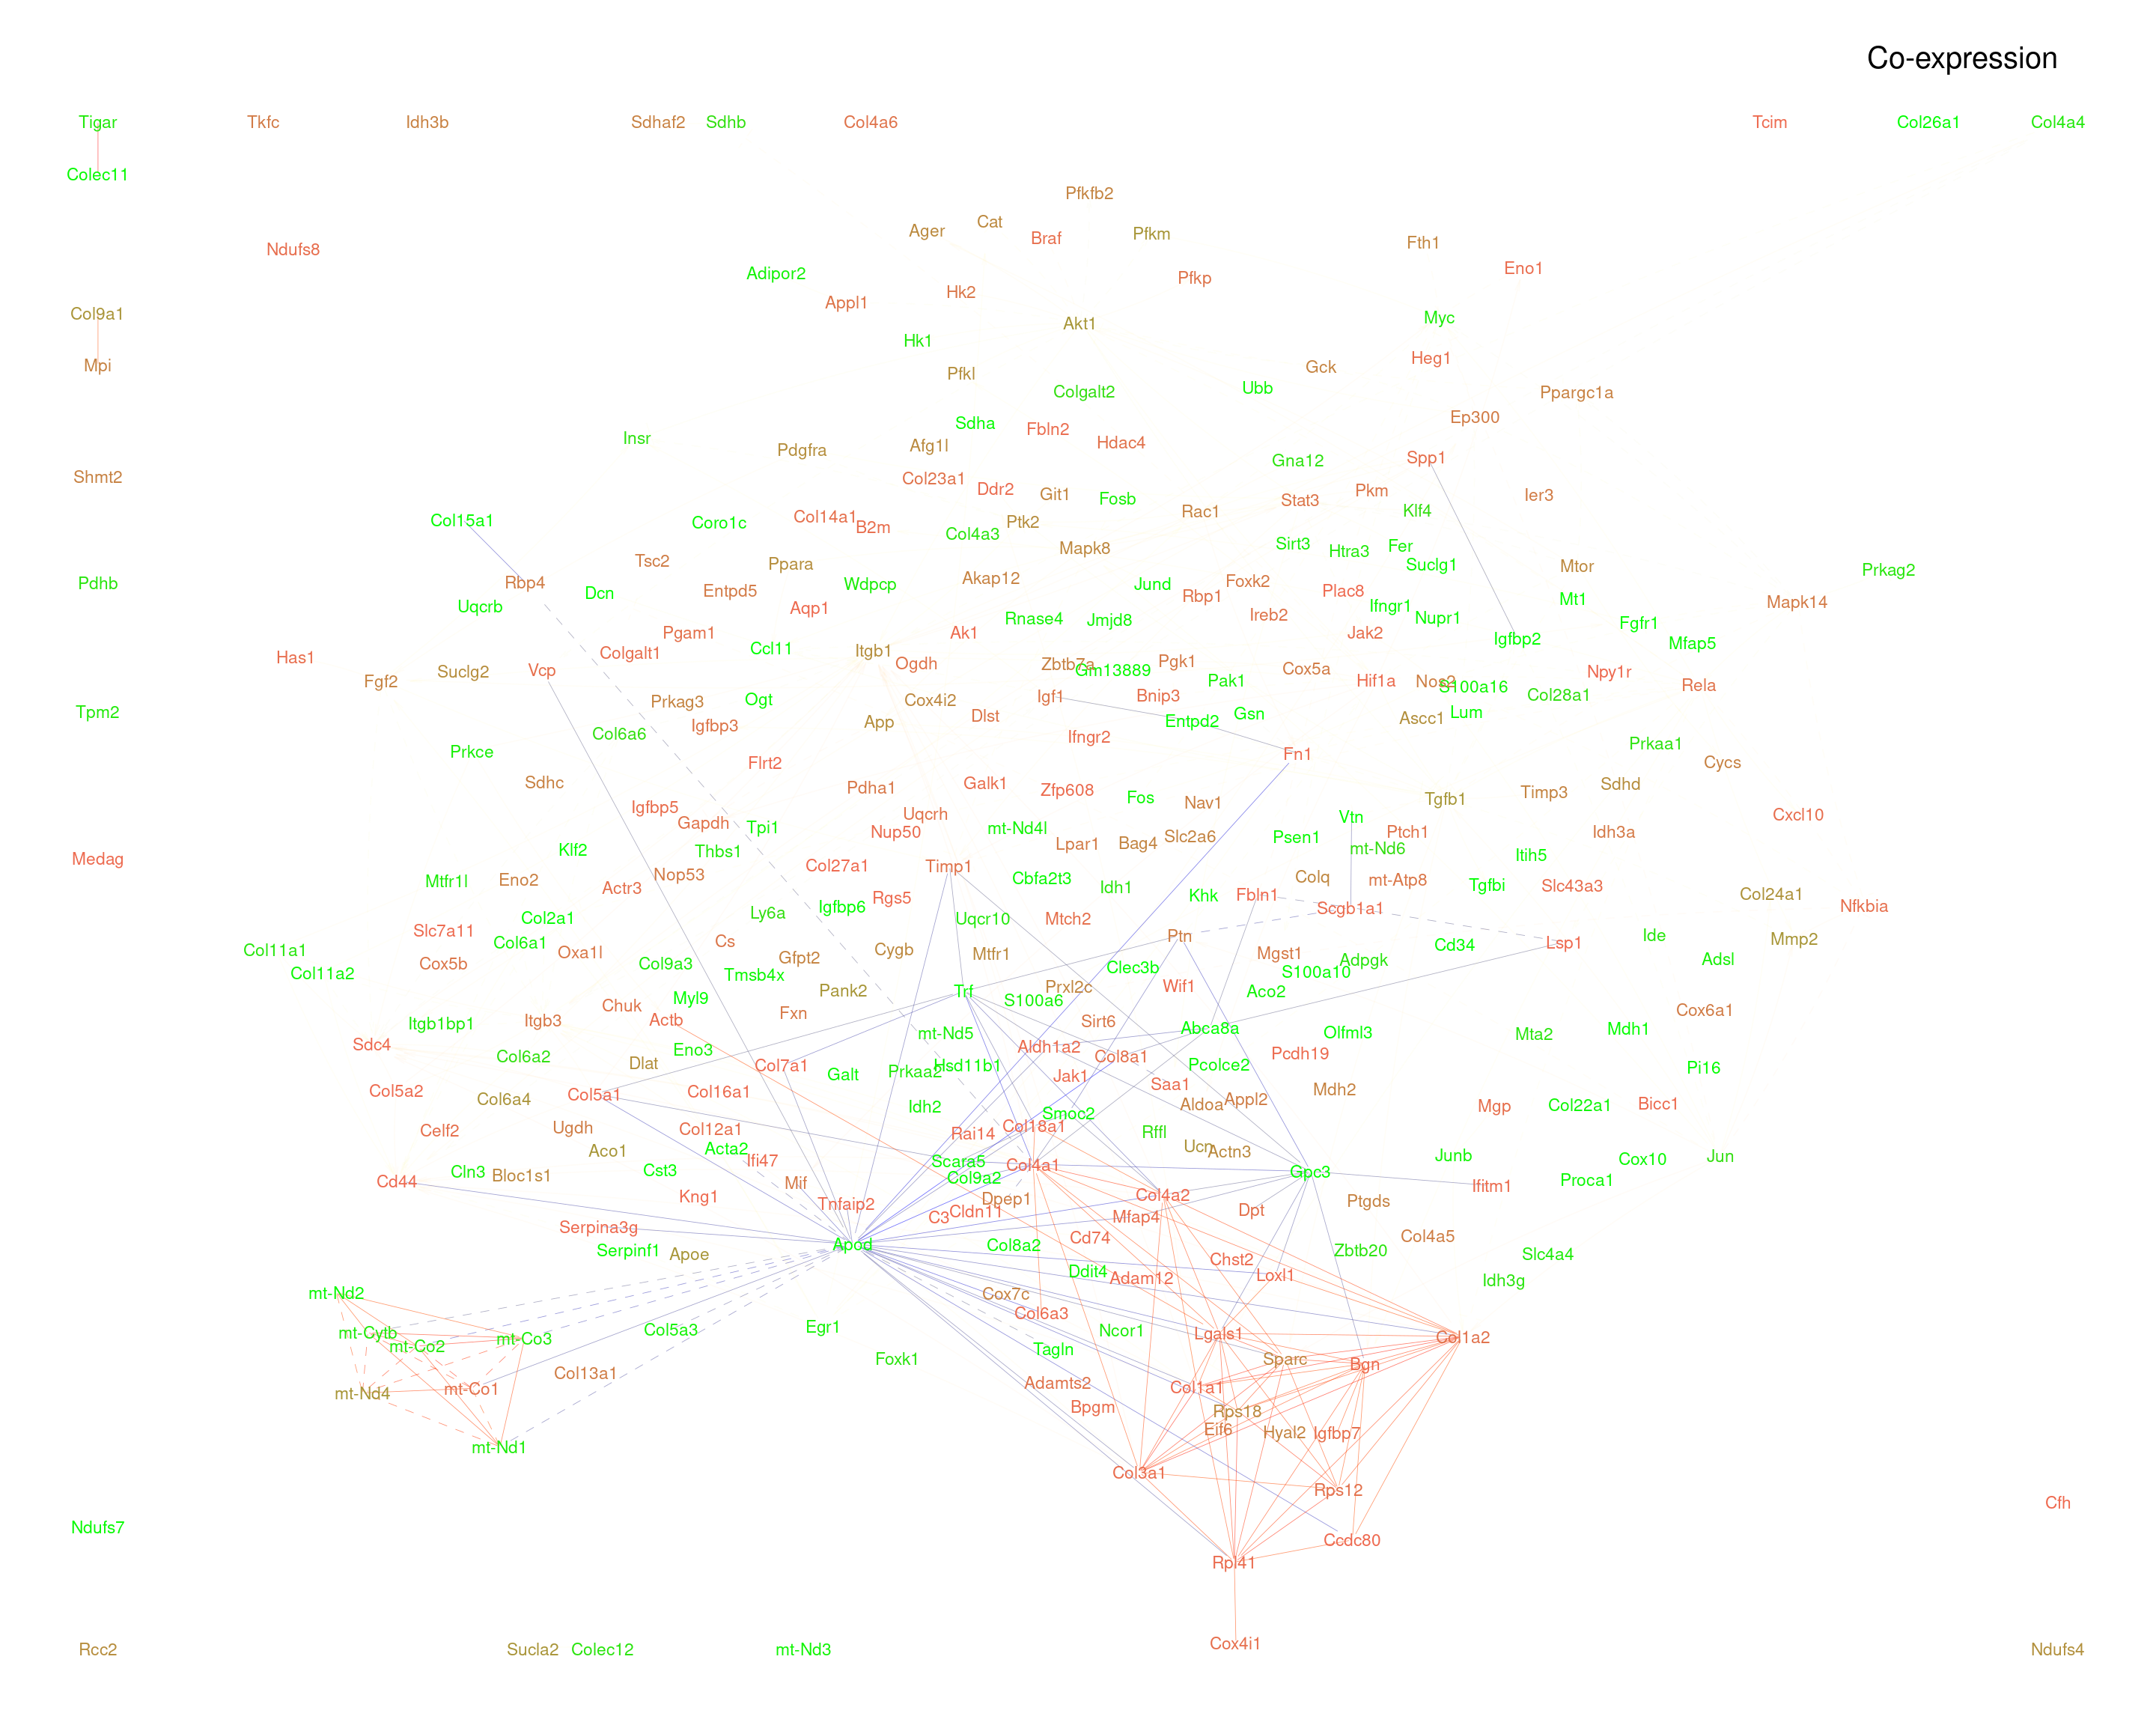 Co-expression
Tigar Tkfc Idh3b Sdhaf2 Sdhb Col4a6 Tcim Col26a1 Col4a4
Colec11
Pfkfb2
Cat
Ager Pfkm
Braf
Fth1
Ndufs8
Eno1
Adipor2
Pfkp
Hk2
Appl1
Col9a1
Myc
Akt1
Hk1
Heg1
Mpi Gck
Pfkl
Ubb
Colgalt2 Ppargc1a
Ep300
Sdha
Fbln2
Insr Hdac4
Pdgfra Afg1l
Spp1
Gna12
Shmt2 Col23a1
Ddr2 Pkm
Git1 Ier3
Fosb Stat3
Rac1 Klf4
Col14a1
Col15a1 Coro1c Ptk2
B2m
Col4a3
Sirt3 Fer
Mapk8 Htra3
Tsc2 Ppara Suclg1 Mtor
Prkag2
Akap12
Pdhb Rbp4 Wdpcp Jund Foxk2
Dcn Entpd5 Rbp1 Plac8 Mt1
Mapk14
Uqcrb Aqp1 Ifngr1
Rnase4 Jmjd8 Ireb2 Nupr1
Fgfr1
Pgam1 Ak1 Jak2
Igfbp2 Mfap5
Colgalt1 Ccl11 Itgb1
Has1 Ogdh Zbtb7a Pgk1
Vcp Suclg2 Gm13889 Cox5a Npy1r
Fgf2 Pak1 Hif1a Nos2
S100a16 Rela
Prkag3 Ogt Cox4i2 Igf1 Bnip3 Col28a1
Tpm2 Dlst Gsn Lum
Igfbp3 App Entpd2 Ascc1
Col6a6 Ifngr2
Prkce Fn1 Prkaa1
Flrt2 Cycs
Sdhc Pdha1 Galk1 Zfp608 Timp3 Sdhd
Igfbp5 Fos Nav1 Tgfb1
Gapdh Tpi1 Uqcrh mt-Nd4l Vtn Cxcl10
Nup50 Slc2a6 Psen1 Ptch1 Idh3a
Klf2 Thbs1 Lpar1 Bag4 mt-Nd6 Itih5
Medag Col27a1 Timp1
Mtfr1l Eno2 Nop53 Cbfa2t3 Colq mt-Atp8
Actr3 Idh1 Khk Fbln1 Tgfbi Slc43a3 Col24a1
Rgs5 Igfbp6 Scgb1a1 Nfkbia
Ly6a Uqcr10 Mtch2
Col2a1
Slc7a11 Ptn Ide Mmp2
Col6a1 Cs Cd34 Lsp1
Col11a1 Oxa1l Cygb Mtfr1 Mgst1
Cox5b Col9a3 Gfpt2 Clec3b Adpgk Adsl
Col11a2 Tmsb4x S100a10
Pank2 Trf Prxl2c Wif1 Aco2
Myl9 S100a6
Chuk Fxn Cox6a1
Itgb1bp1 Itgb3 Actb Sirt6 Abca8a
mt-Nd5 Olfml3 Mta2 Mdh1
Sdc4 Eno3 Aldh1a2
Col6a2 Dlat Col7a1 Hsd11b1 Col8a1 Pcdh19
Galt Prkaa2 Jak1 Pcolce2 Pi16
Col5a2 Col5a1 Col16a1 Saa1 Mdh2
Col6a4 Idh2 Smoc2 Aldoa Appl2 Mgp Col22a1 Bicc1
Celf2 Ugdh Col12a1 Rai14 Col18a1 Rffl
Aco1 Acta2 Ucn Actn3
Ifi47 Scara5 Col4a1 Junb Cox10 Jun
Cln3 Bloc1s1 Cst3 Col9a2 Gpc3
Cd44 Mif Proca1
Kng1 Dpep1 Col4a2 Ifitm1
Tnfaip2 Cldn11 Dpt Ptgds
C3 Mfap4
Serpina3g Cd74 Col4a5
Serpinf1 Apoe Apod Col8a2 Zbtb20 Slc4a4
Chst2
Ddit4 Adam12 Loxl1 Idh3g
mt-Nd2 Cox7c
Col6a3
mt-Cytb Col5a3 Egr1 Ncor1 Lgals1
mt-Co2 mt-Co3 Tagln Col1a2
Foxk1 Sparc Bgn
mt-Nd4 mt-Co1 Col13a1 Adamts2 Col1a1
Bpgm Rps18
Eif6 Hyal2 Igfbp7
mt-Nd1
Col3a1
Rps12
Cfh
Ndufs7
Ccdc80
Rpl41
Cox4i1
Rcc2 Sucla2 Colec12 mt-Nd3 Ndufs4